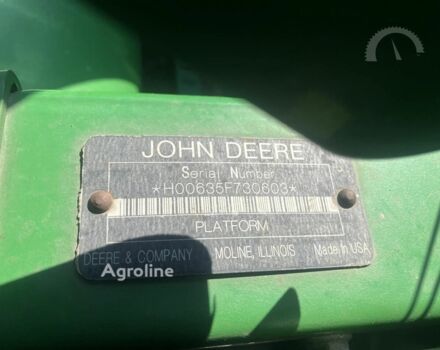 JOHN DEERE
Serial Number
*H00635F730603*
PLATFORM
DEERE & COMPANY MOLINE, ILLINOIS Made In USA
Agroline